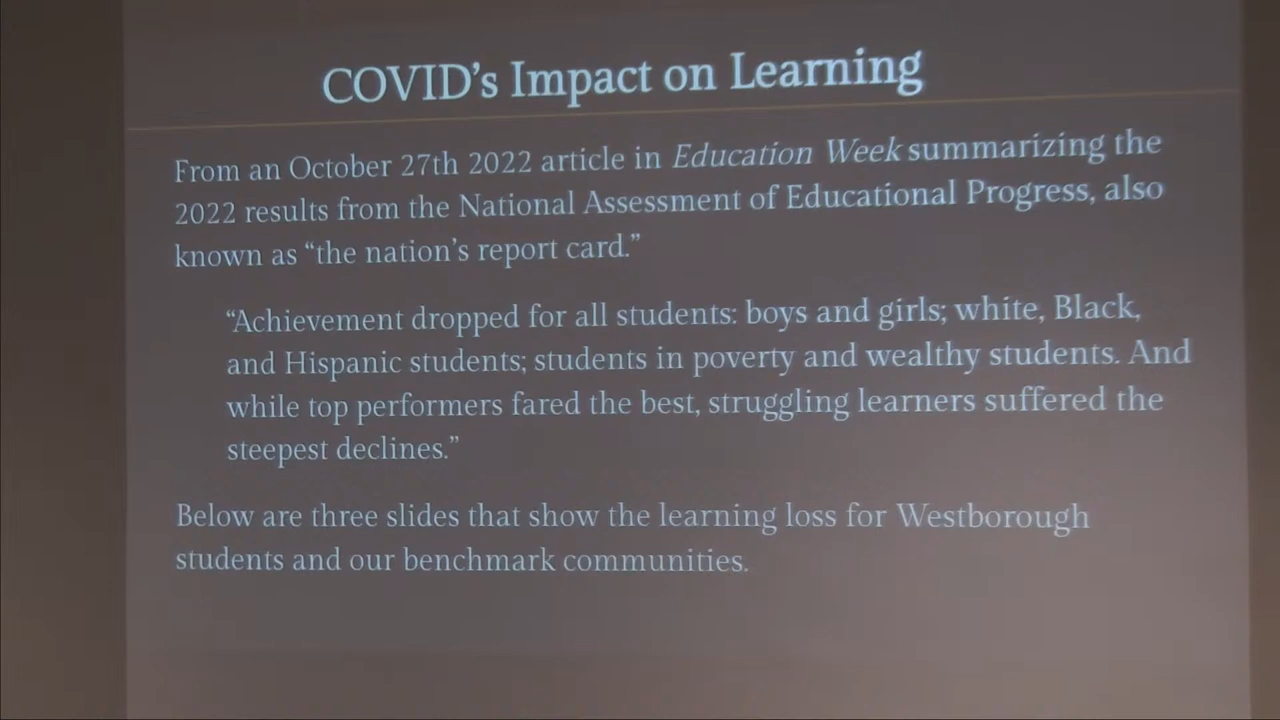 COVID's Impact on Learning
From an October 27th 2022 article in Education Week summarizing the
2022 results from the National Assessment of Educational Progress, also
known as “the nation's report card.”
“Achievement dropped for all students: boys and girls; white, Black,
and Hispanic students; students in poverty and wealthy students. And
while top performers fared the best, struggling learners suffered the
steepest declines.”
Below are three slides that show the learning loss for Westborough
students and our benchmark communities.